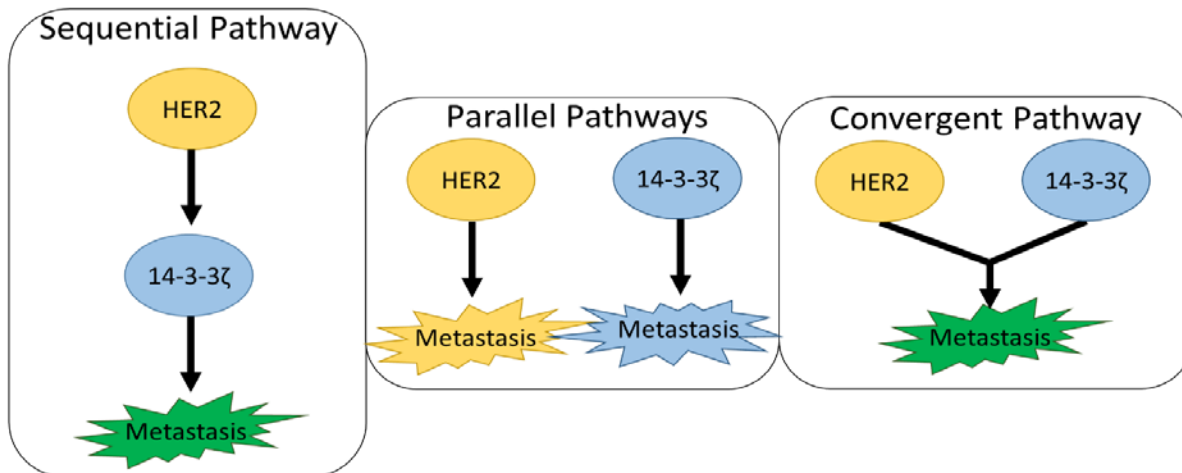 Sequential Pathway
HER2
14-3-3ζ
Metastasis
Parallel Pathways
HER2
14-3-3ζ
Metastasis
Metastasis
Convergent Pathway
HER2
14-3-3ζ
Metastasis